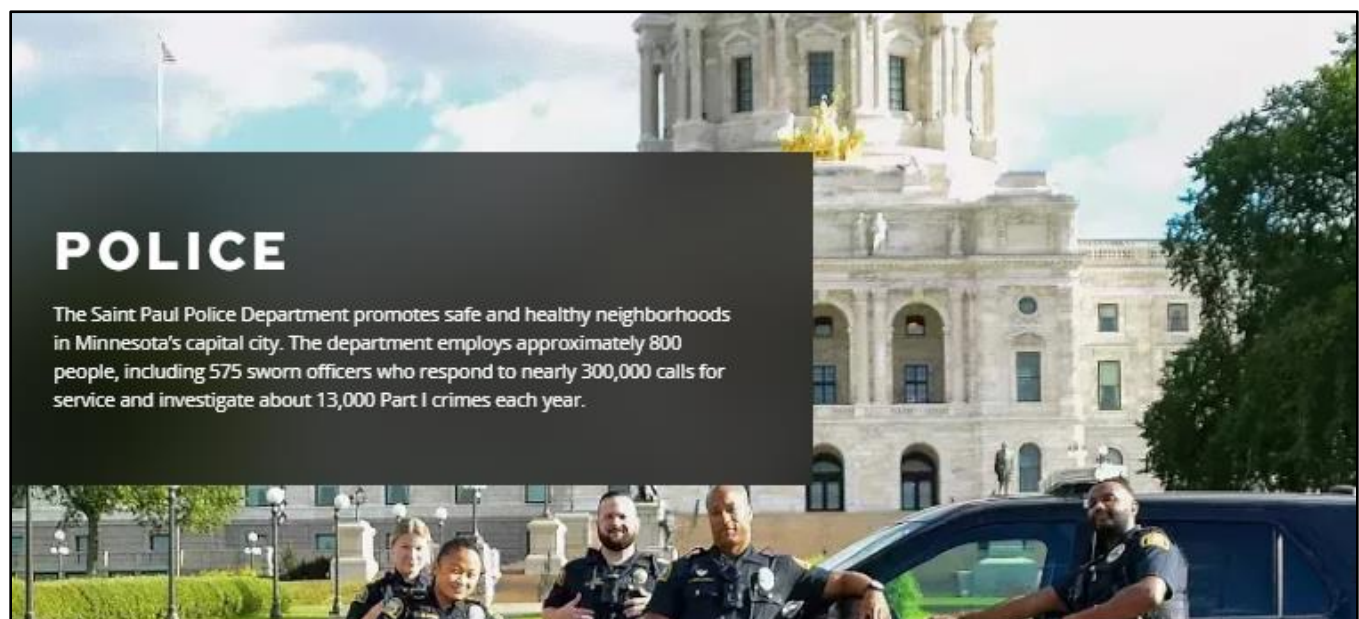 POLICE
The Saint Paul Police Department promotes safe and healthy neighborhoods
in Minnesota's capital city. The department employs approximately 800
people, including 575 sworn officers who respond to nearly 300,000 calls for
service and investigate about 13,000 Part I crimes each year.